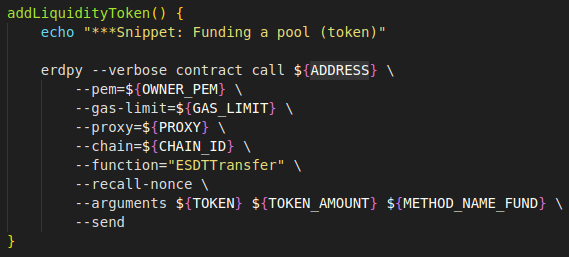 addLiquidityToken() {
    echo "***Snippet: Funding a pool (token)"
    erdpy --verbose contract call ${ADDRESS} \
        --pem=${OWNER_PEM} \
        --gas-limit=${GAS_LIMIT} \
        --proxy=${PROXY} \
        --chain=${CHAIN_ID} \
        --function="ESDTTransfer" \
        --recall-nonce \
        --arguments ${TOKEN} ${TOKEN_AMOUNT} ${METHOD_NAME_FUND} \
        --send
}